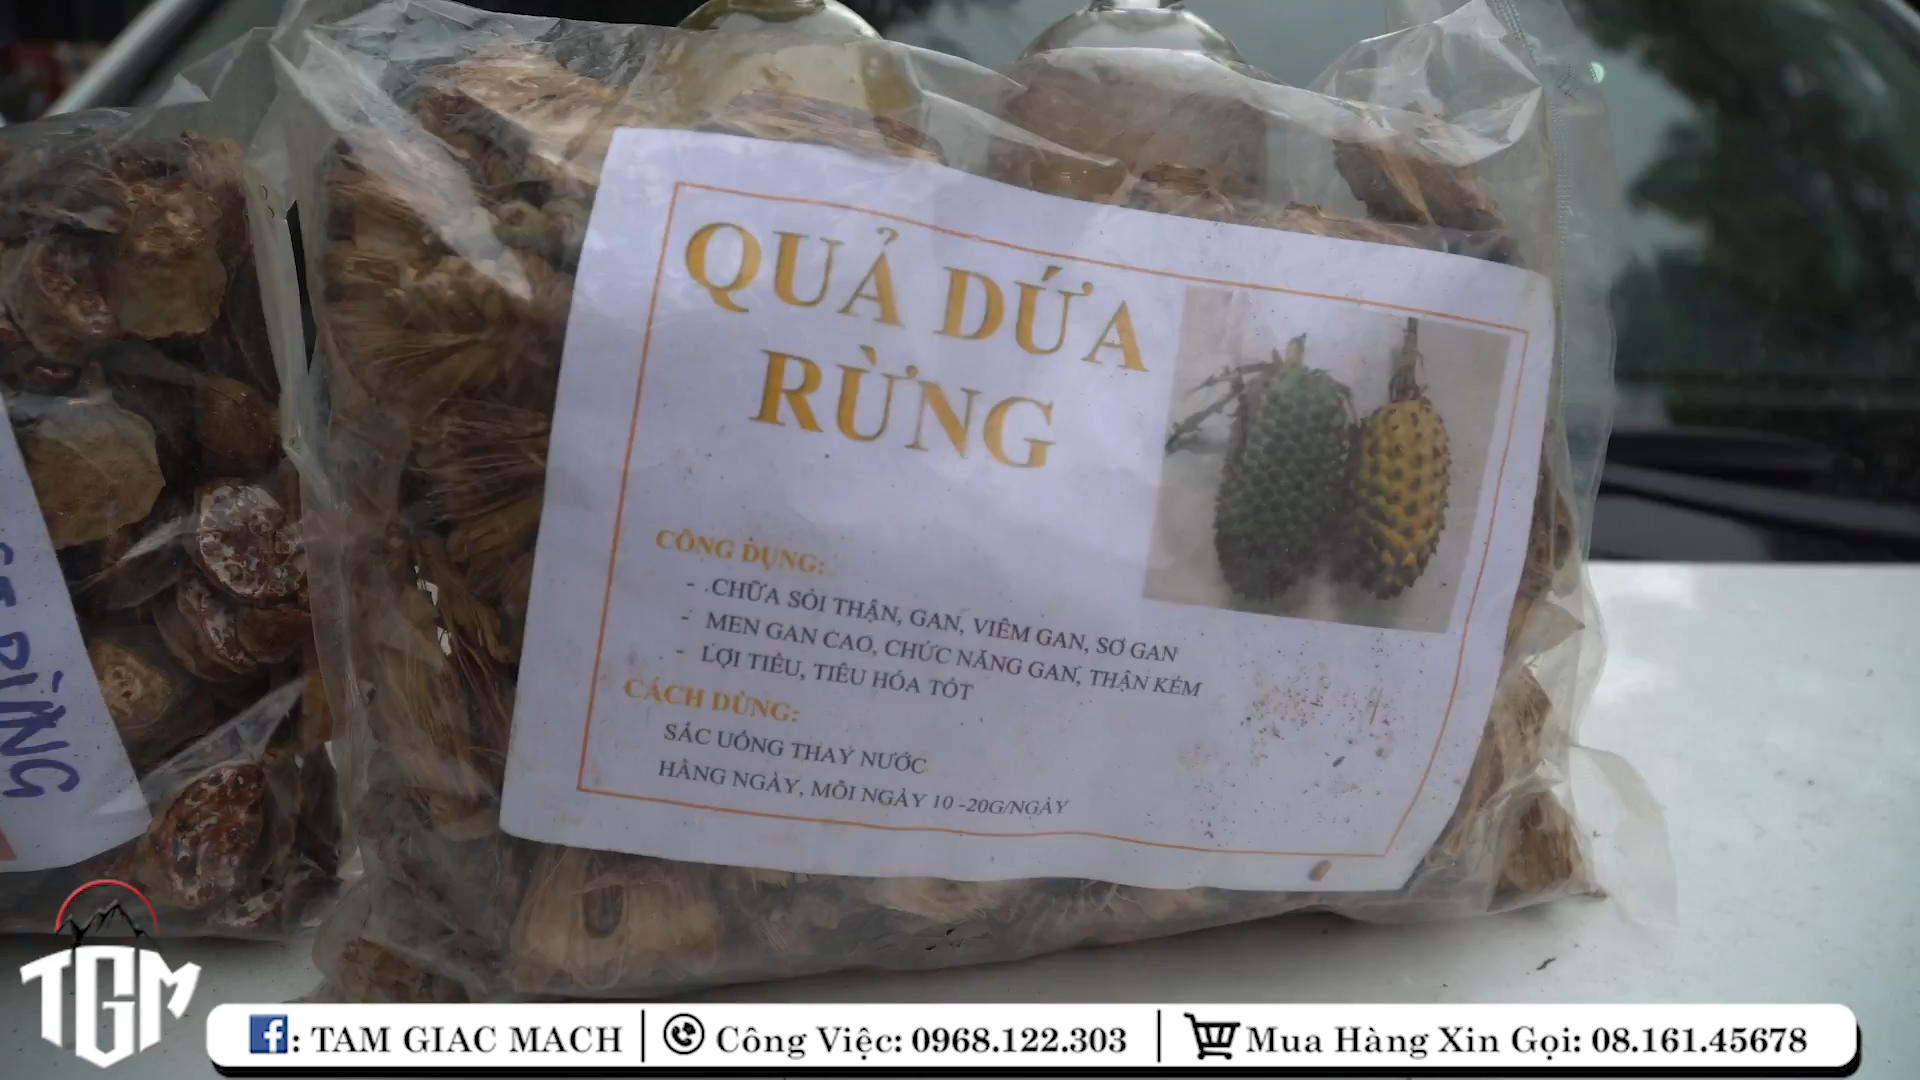 QUẢ DỨA
RỪNG
CÔNG DỤNG:
- .CHỮA SỎI THẬN, GAN, VIÊM GAN, SƠ GAN
- MEN GAN CAO, CHỨC NĂNG GAN, THẬN KÉM
- LỢI TIỂU, TIÊU HÓA TỐT
CÁCH DÙNG:
SẮC UỐNG THAY NƯỚC
HẰNG NGÀY, MỖI NGÀY 10 -20G/NGÀY
RỪNG
TGM
: TAM GIAC MACH
Công Việc: 0968.122.303
Mua Hàng Xin Gọi: 08.161.45678